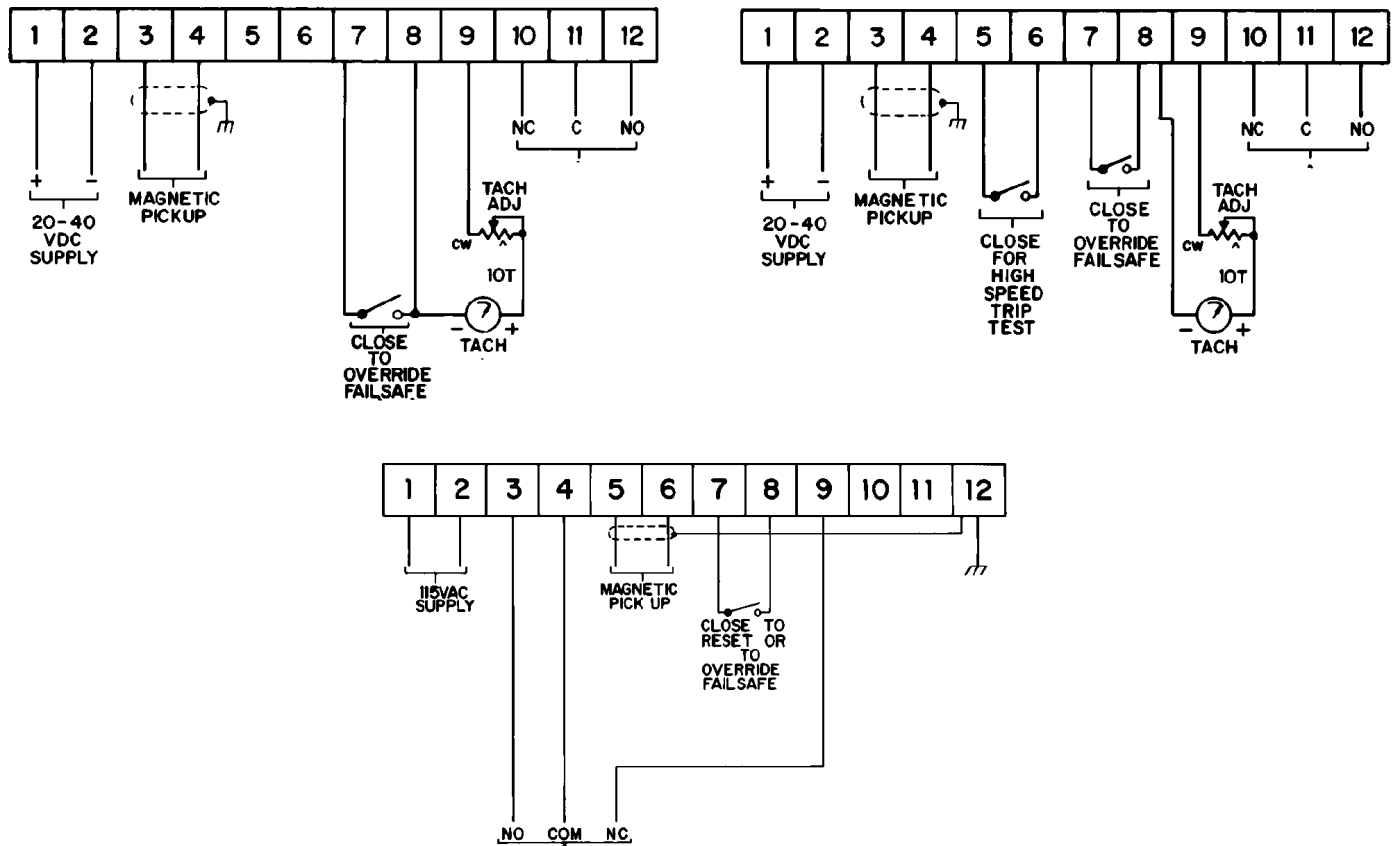 1 2 3 4 5 6 7 8 9 10 11 12
NC C NO
+ −
20-40
VDC
SUPPLY
MAGNETIC
PICKUP
TACH
ADJ
CW
10T
− +
TACH
CLOSE
TO
OVERRIDE
FAILSAFE
1 2 3 4 5 6 7 8 9 10 11 12
NC C NO
+ −
20-40
VDC
SUPPLY
MAGNETIC
PICKUP
CLOSE
FOR
HIGH
SPEED
TRIP
TEST
CLOSE
TO
OVERRIDE
FAILSAFE
TACH
ADJ
CW
10T
− +
TACH
1 2 3 4 5 6 7 8 9 10 11 12
115VAC
SUPPLY
MAGNETIC
PICK UP
CLOSE TO
RESET OR
TO
OVERRIDE
FAILSAFE
NO COM NC